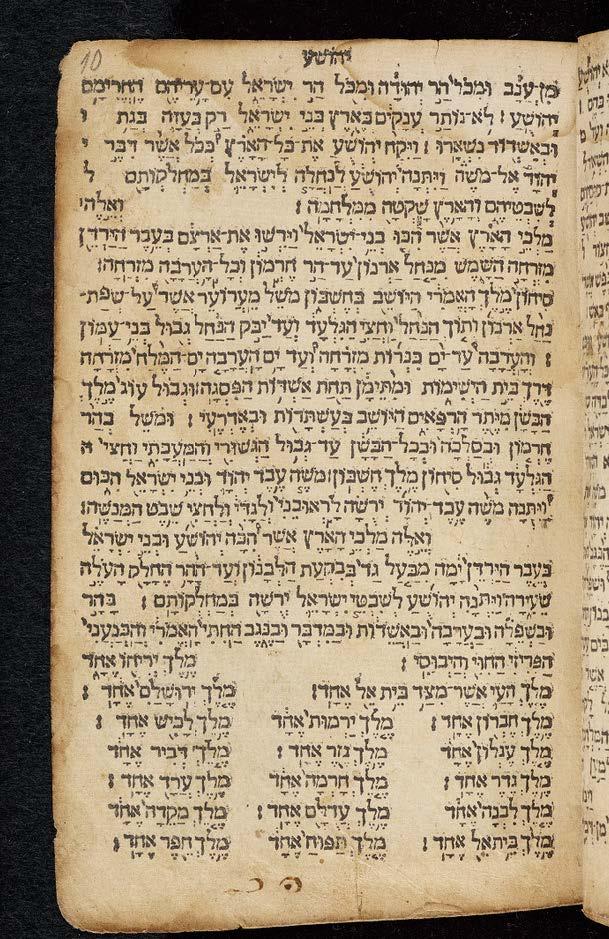 10
יהושע
מן ענב ומכל הר יהודה ומכל הר ישראל עם עריהם החרימם
יהושע : לא נותר ענקים בארץ בני ישראל רק בעזה בגת ו
ובאשדוד נשארו : ויקח יהושע את כל הארץ ככל אשר דבר י
יהוה אל משה ויתנה יהושע לנחלה לישראל במחלקותם ל
לשבטיהם והארץ שקטה ממלחמה : ואלה
מלכי הארץ אשר הכו בני ישראל וירשו את ארצם בעבר הירדן
מזרחה השמש מנחל ארנון עד הר חרמון וכל הערבה מזרחה :
סיחון מלך האמרי היושב בחשבון משל מערוער אשר על שפת
נחל ארנון ותוך הנחל וחצי הגלעד ועד יבק הנחל גבול בני עמון
: והערבה עד ים כנרות מזרחה ועד ים הערבה ים המלח מזרחה
דרך בית הישימות ומתימן תחת אשדות הפסגה : וגבול עוג מלך
הבשן מיתר הרפאים היושב בעשתרות ובאדרעי : ומשל בהר
חרמון ובסלכה ובכל הבשן עד גבול הגשורי והמעכתי וחצי ה
הגלעד גבול סיחון מלך חשבון : משה עבד יהוה ובני ישראל הכום
ויתנה משה עבד יהוה ירשה לראובני ולגדי ולחצי שבט המנשה :
ואלה מלכי הארץ אשר הכה יהושע ובני ישראל
בעבר הירדן ימה מבעל גד בבקעת הלבנון ועד ההר החלק העלה
שעירה ויתנה יהושע לשבטי ישראל ירשה כמחלקותם : בהר
ובשפלה ובערבה ובאשדות ובמדבר ובנגב החתי האמרי והכנעני
הפריזי החוי והיבוסי : מלך יריחו אחד
מלך העי אשר מצד בית אל אחד : מלך ירושלם אחד :
מלך חברון אחד : מלך ירמות אחד מלך לכיש אחד :
מלך עגלון אחד מלך גזר אחד : מלך דביר אחד
מלך גדר אחד : מלך חרמה אחד מלך ערד אחד :
מלך לבנה אחד מלך עדלם אחד : מלך מקדה אחד
מלך ביתאל אחד : מלך תפוח אחד מלך חפר אחד :